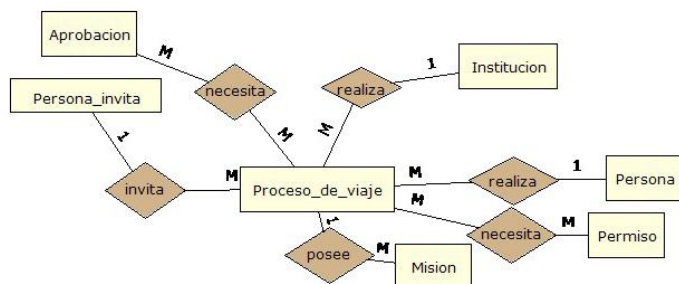 Aprobacion
M
1
Institucion
necesita
realiza
Persona_invita
1
M
M
invita
M
Proceso_de_viaje
M
realiza
1
Persona
M
necesita
M
Permiso
1
posee
M
Mision